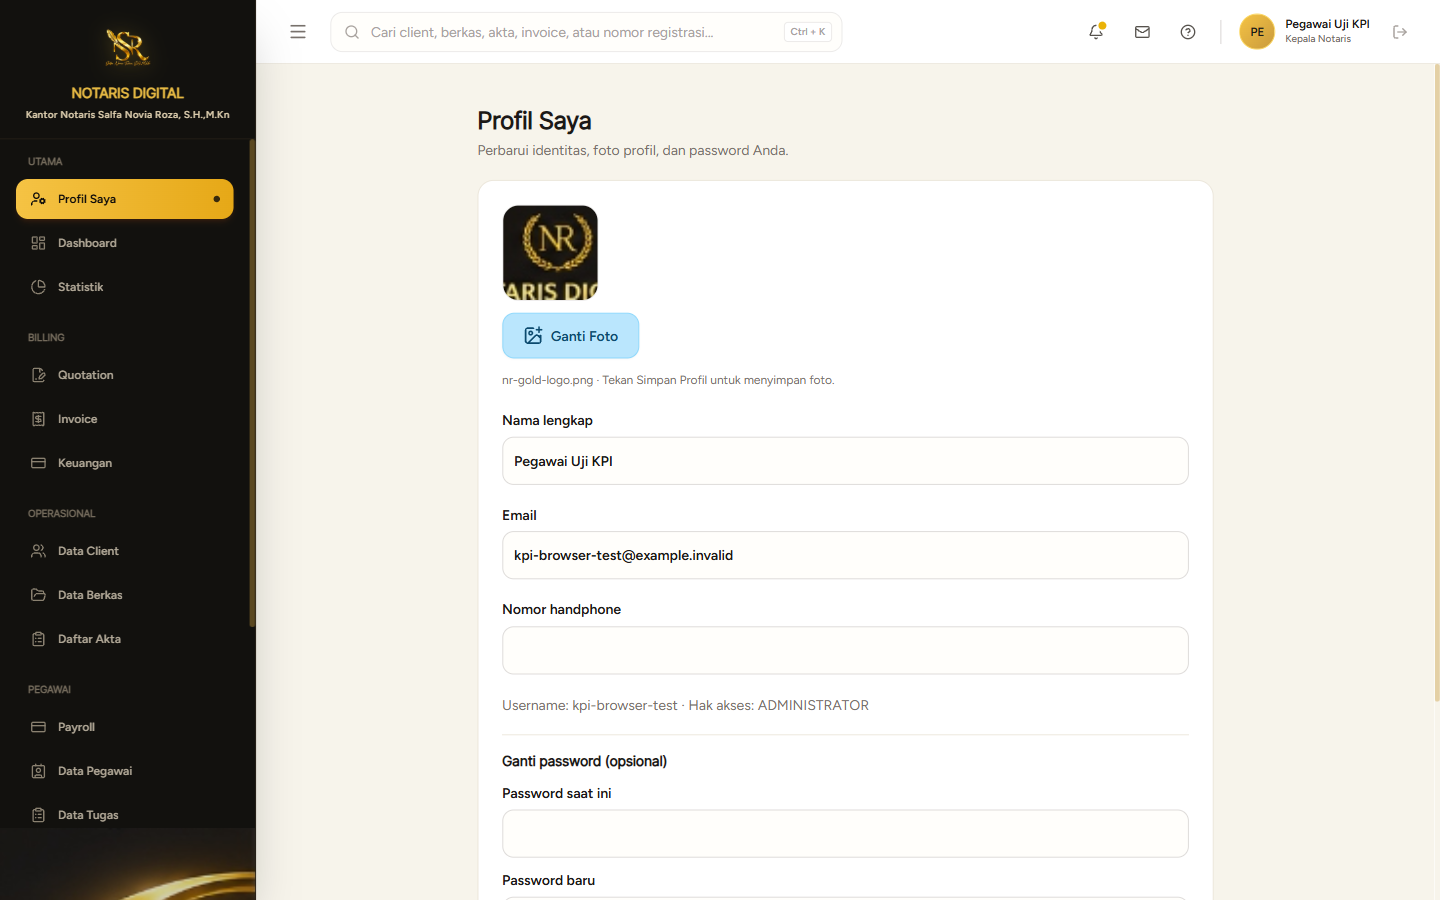 SR
NOTARIS DIGITAL
Kantor Notaris Salfa Novia Roza, S.H.,M.Kn
UTAMA
Profil Saya
Dashboard
Statistik
BILLING
Quotation
Invoice
Keuangan
OPERASIONAL
Data Client
Data Berkas
Daftar Akta
PEGAWAI
Payroll
Data Pegawai
Data Tugas
Cari client, berkas, akta, invoice, atau nomor registrasi...
Ctrl + K
PE
Pegawai Uji KPI
Kepala Notaris
Profil Saya
Perbarui identitas, foto profil, dan password Anda.
NR
TARIS DIG
Ganti Foto
nr-gold-logo.png · Tekan Simpan Profil untuk menyimpan foto.
Nama lengkap
Pegawai Uji KPI
Email
kpi-browser-test@example.invalid
Nomor handphone
Username: kpi-browser-test · Hak akses: ADMINISTRATOR
Ganti password (opsional)
Password saat ini
Password baru